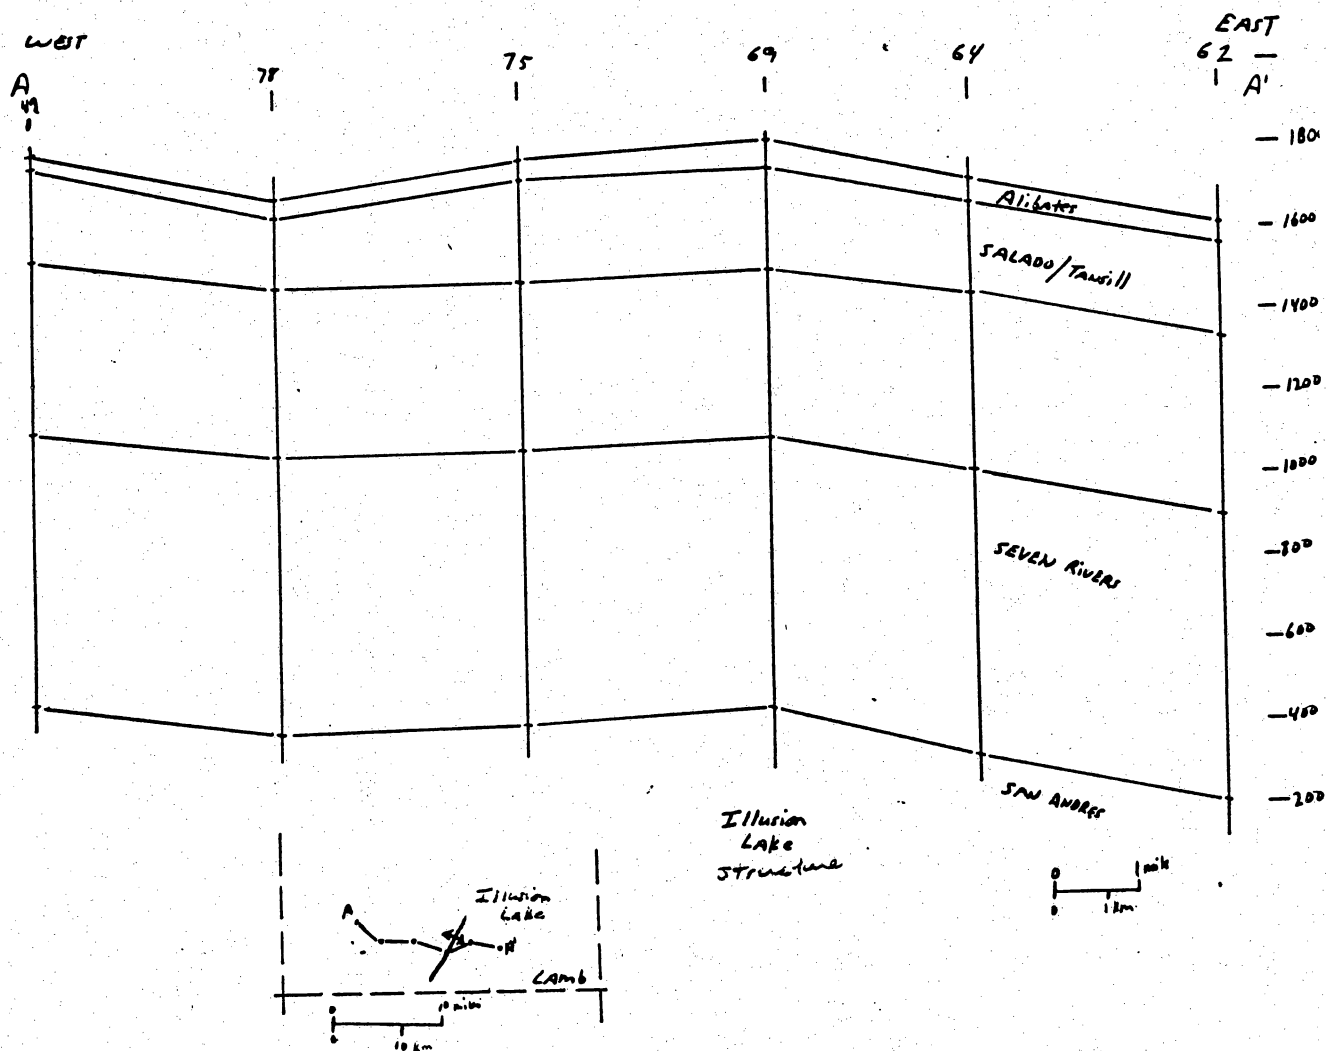 WEST
EAST
A
49
78
75
69
64
62
A'
1800
Alibates
1600
SALADO/TANSILL
1400
1200
1000
SEVEN RIVERS
800
600
400
SAN ANDRES
200
Illusion
LAKE
Structure
0 1 mile
0 1 km
Illusion
LAKE
A
A'
LAMB
0 10 miles
0 10 km